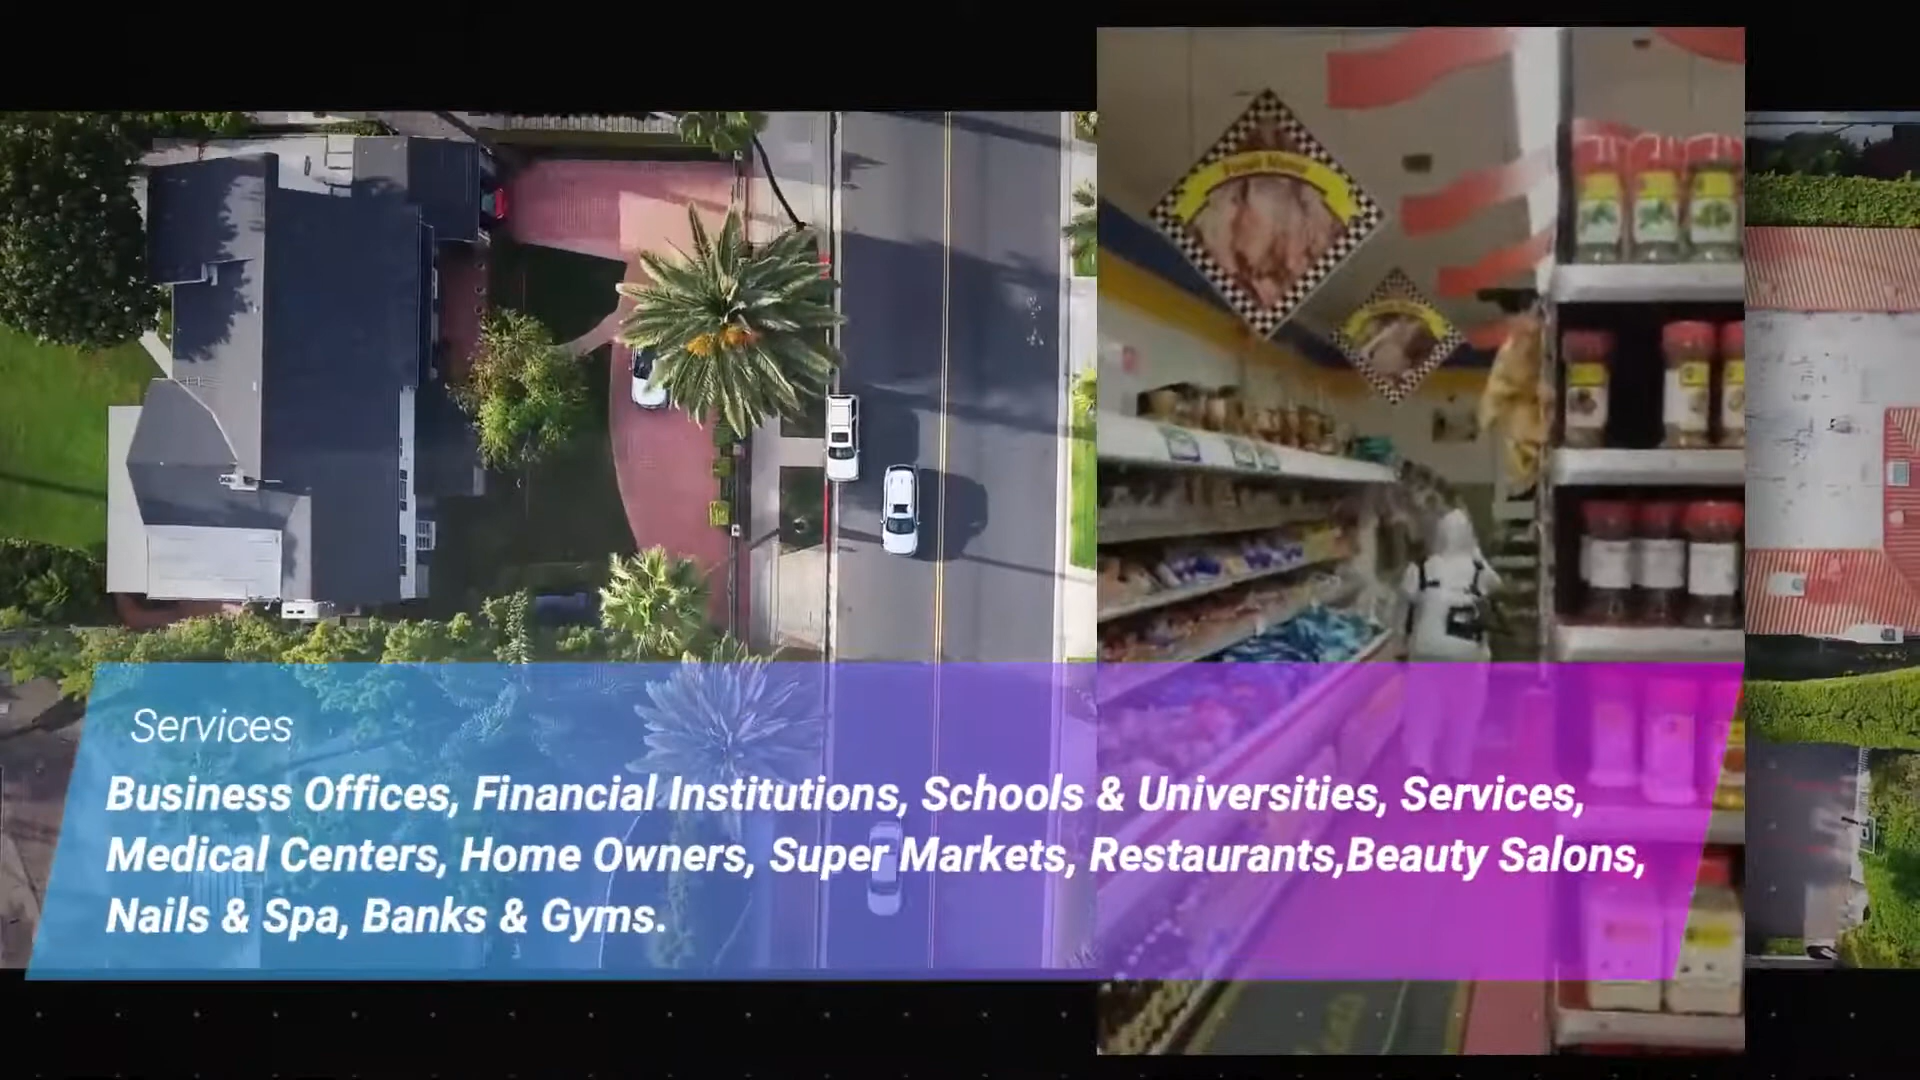 Services
Business Offices, Financial Institutions, Schools & Universities, Services,
Medical Centers, Home Owners, Super Markets, Restaurants,Beauty Salons,
Nails & Spa, Banks & Gyms.